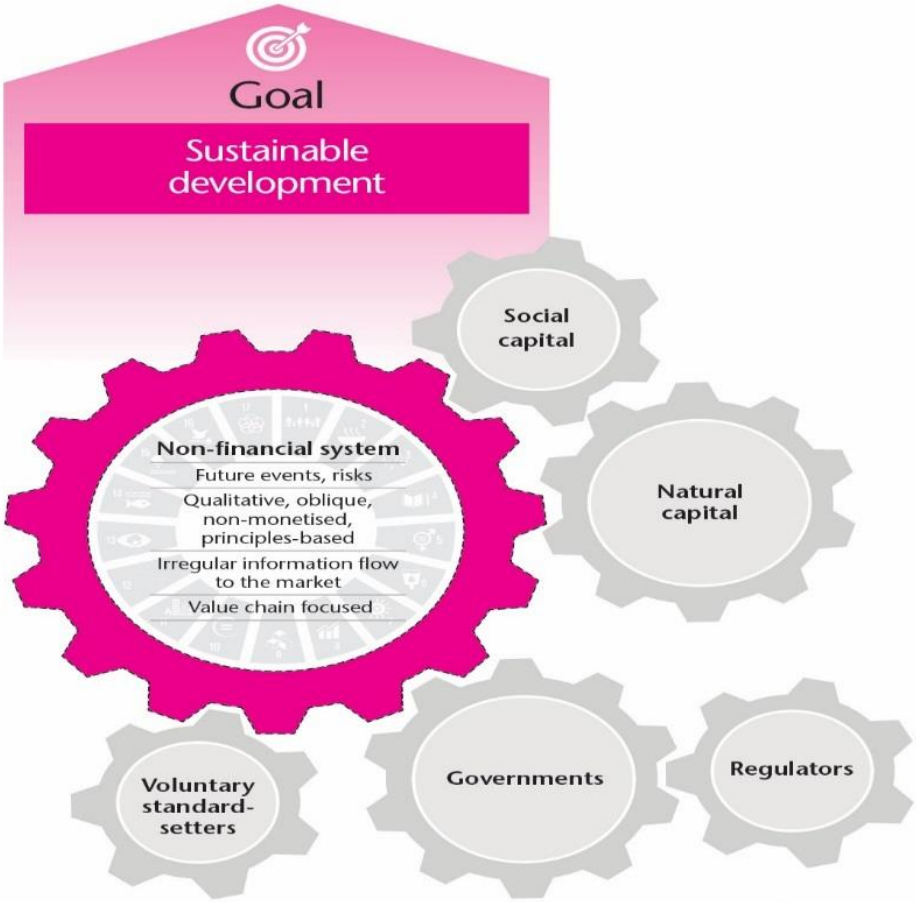 Goal
Sustainable
development
Social
capital
Non-financial system
Future events, risks
Qualitative, oblique,
non-monetised,
principles-based
Irregular information flow
to the market
Value chain focused
Natural
capital
Voluntary
standard-
setters
Governments
Regulators